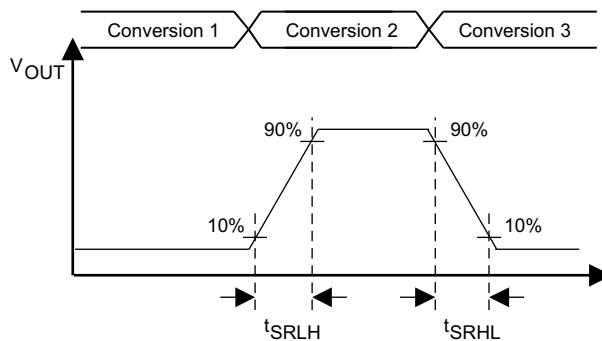 Conversion 1 Conversion 2 Conversion 3
VOUT
90% 90%
10% 10%
tSRLH tSRHL